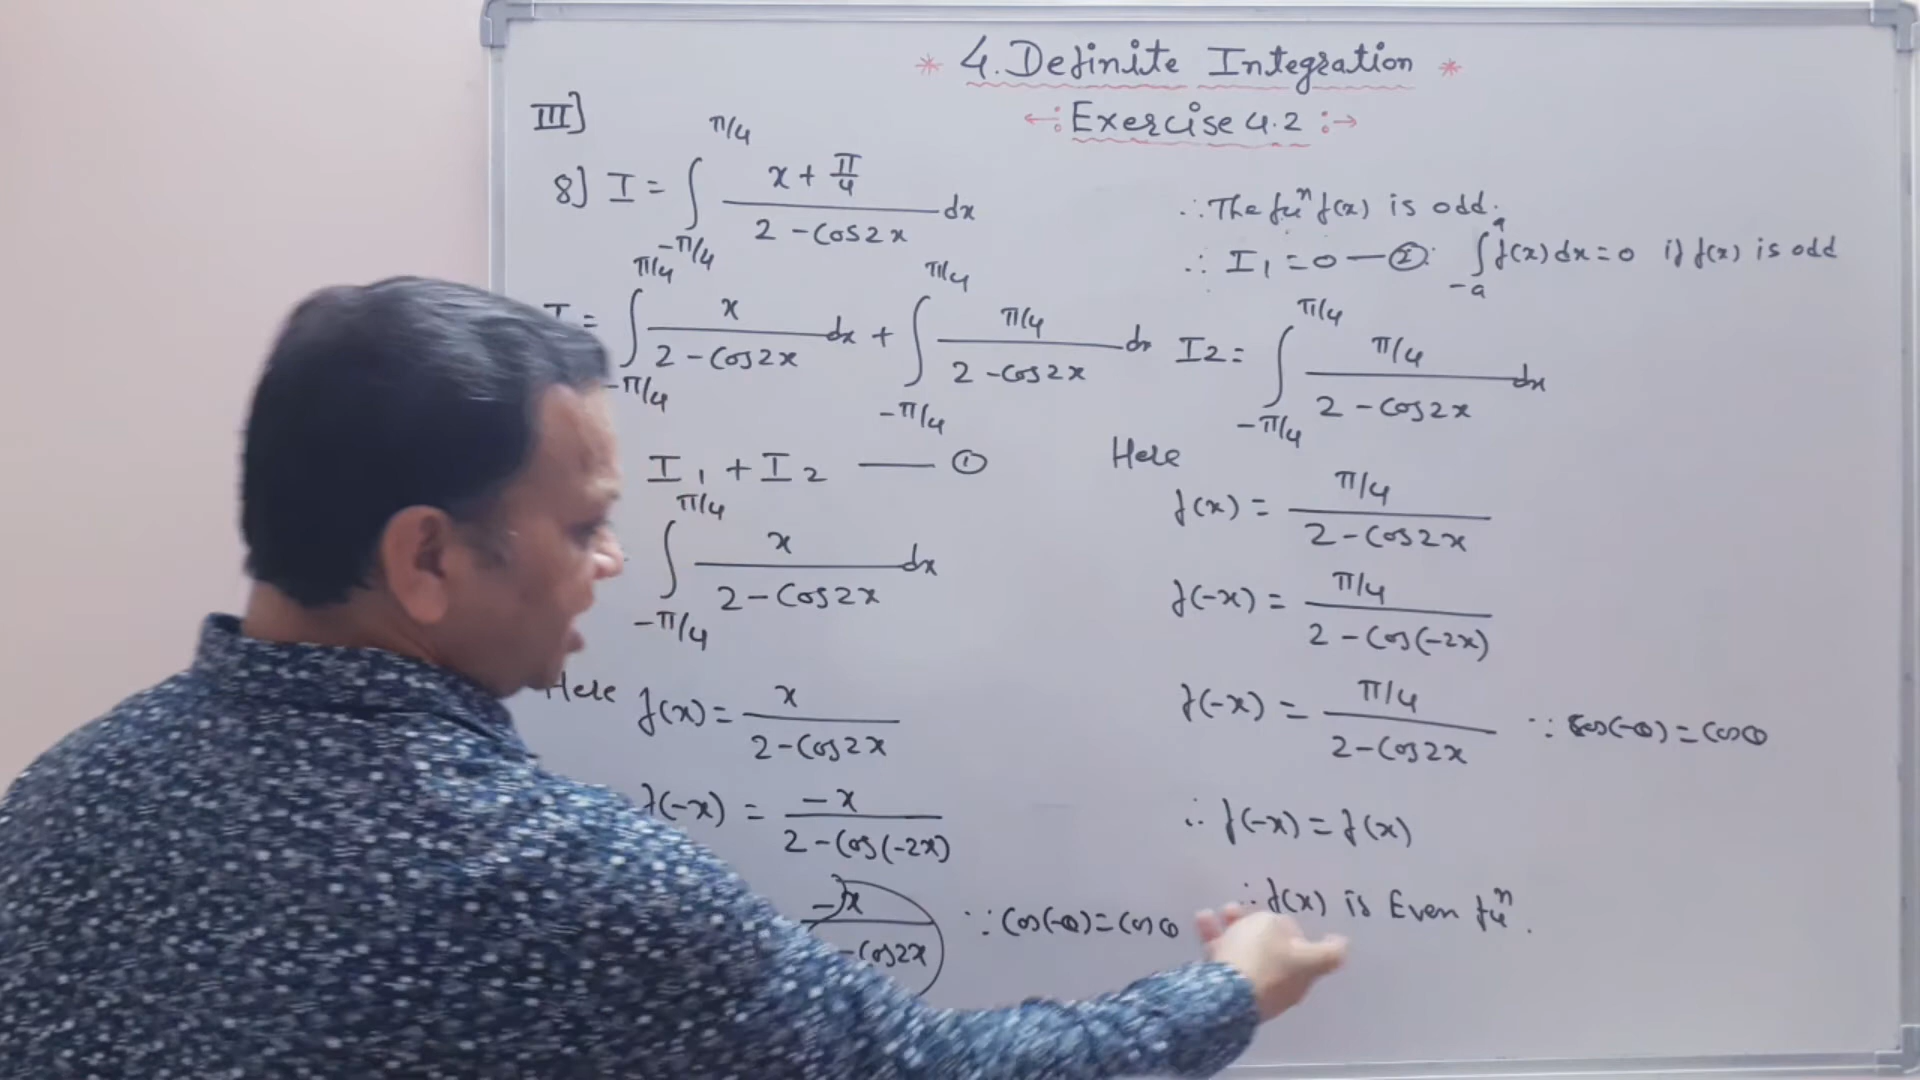 * 4. Definite Integration *
←: Exercise 4.2 :→
III]
8] I = ∫_{-π/4}^{π/4} (x + π/4)/(2 - Cos2x) dx
= ∫_{-π/4}^{π/4} x/(2 - Cos2x) dx + ∫_{-π/4}^{π/4} (π/4)/(2 - Cos2x) dx
I₁ + I₂ —— ①
∫_{-π/4}^{π/4} x/(2 - Cos2x) dx
Here f(x) = x/(2 - Cos2x)
f(-x) = -x/(2 - Cos(-2x))
-x/( - Cos2x) ∵ Cos(-θ) = Cosθ
∴ The fuⁿ f(x) is odd.
∴ I₁ = 0 — ② ∵ ∫_{-a}^{a} f(x) dx = 0 if f(x) is odd
I2 = ∫_{-π/4}^{π/4} (π/4)/(2 - Cos2x) dx
Here
f(x) = (π/4)/(2 - Cos2x)
f(-x) = (π/4)/(2 - Cos(-2x))
f(-x) = (π/4)/(2 - Cos2x) ∵ Cos(-θ) = Cosθ
∴ f(-x) = f(x)
∴ f(x) is Even fuⁿ.